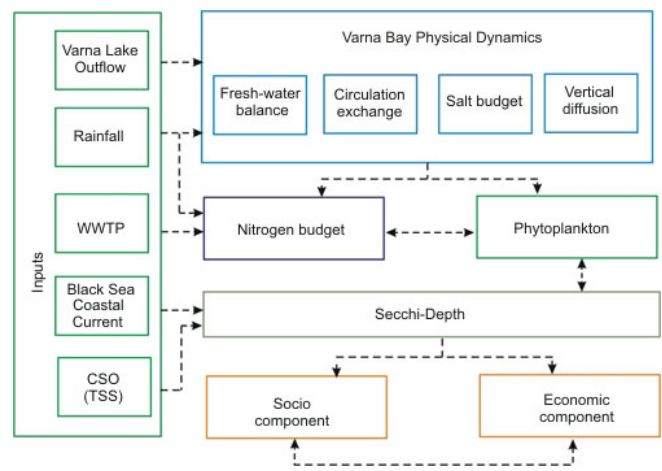 Inputs
Varna Lake
Outflow
Rainfall
WWTP
Black Sea
Coastal
Current
CSO
(TSS)
Varna Bay Physical Dynamics
Fresh-water
balance
Circulation
exchange
Salt budget
Vertical
diffusion
Nitrogen budget
Phytoplankton
Secchi-Depth
Socio
component
Economic
component